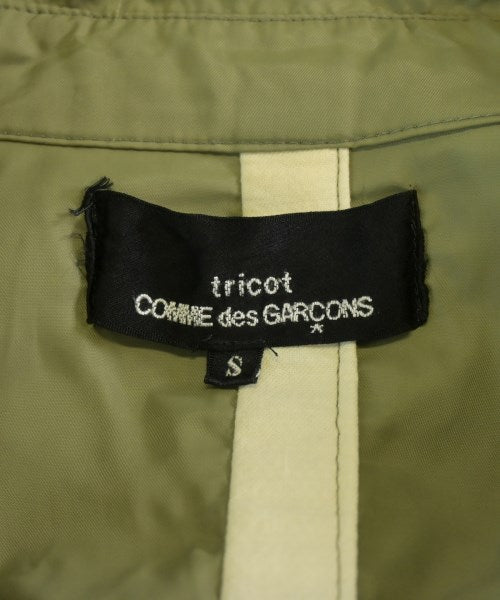 tricot
COMME des GARCONS
*
S